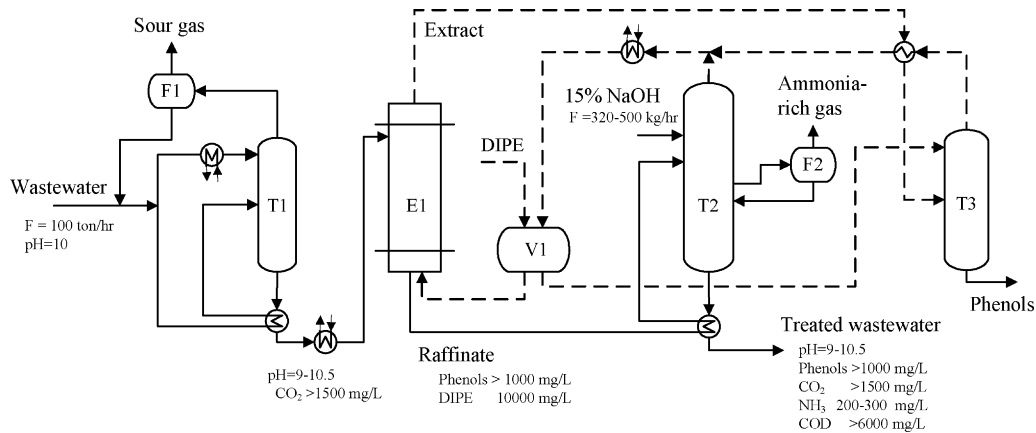 Sour gas
F1
Extract
Wastewater
F = 100 ton/hr
pH=10
T1
pH=9-10.5
CO₂ >1500 mg/L
E1
DIPE
V1
Raffinate
Phenols > 1000 mg/L
DIPE 10000 mg/L
15% NaOH
F =320-500 kg/hr
T2
Ammonia-
rich gas
F2
T3
Phenols
Treated wastewater
pH=9-10.5
Phenols >1000 mg/L
CO₂ >1500 mg/L
NH₃ 200-300 mg/L
COD >6000 mg/L